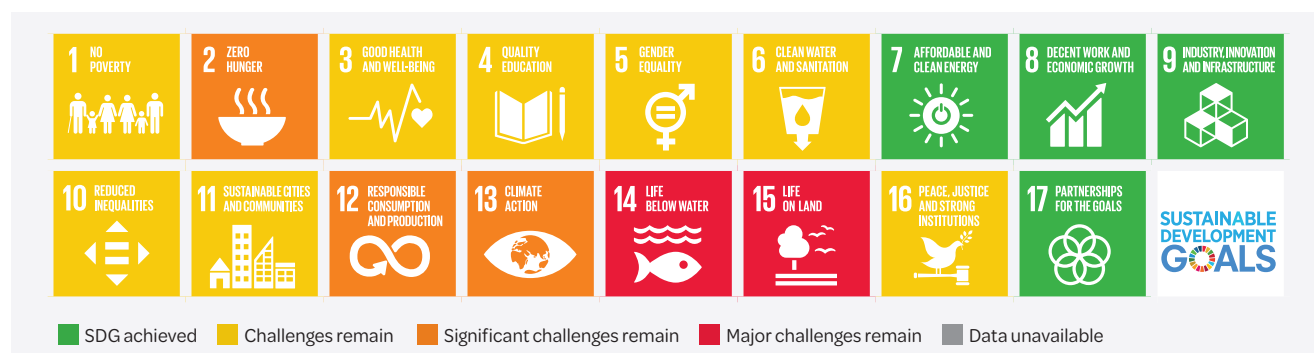 1 NO POVERTY
2 ZERO HUNGER
3 GOOD HEALTH AND WELL-BEING
4 QUALITY EDUCATION
5 GENDER EQUALITY
6 CLEAN WATER AND SANITATION
7 AFFORDABLE AND CLEAN ENERGY
8 DECENT WORK AND ECONOMIC GROWTH
9 INDUSTRY, INNOVATION AND INFRASTRUCTURE
10 REDUCED INEQUALITIES
11 SUSTAINABLE CITIES AND COMMUNITIES
12 RESPONSIBLE CONSUMPTION AND PRODUCTION
13 CLIMATE ACTION
14 LIFE BELOW WATER
15 LIFE ON LAND
16 PEACE, JUSTICE AND STRONG INSTITUTIONS
17 PARTNERSHIPS FOR THE GOALS
SUSTAINABLE
DEVELOPMENT
GOALS
SDG achieved
Challenges remain
Significant challenges remain
Major challenges remain
Data unavailable